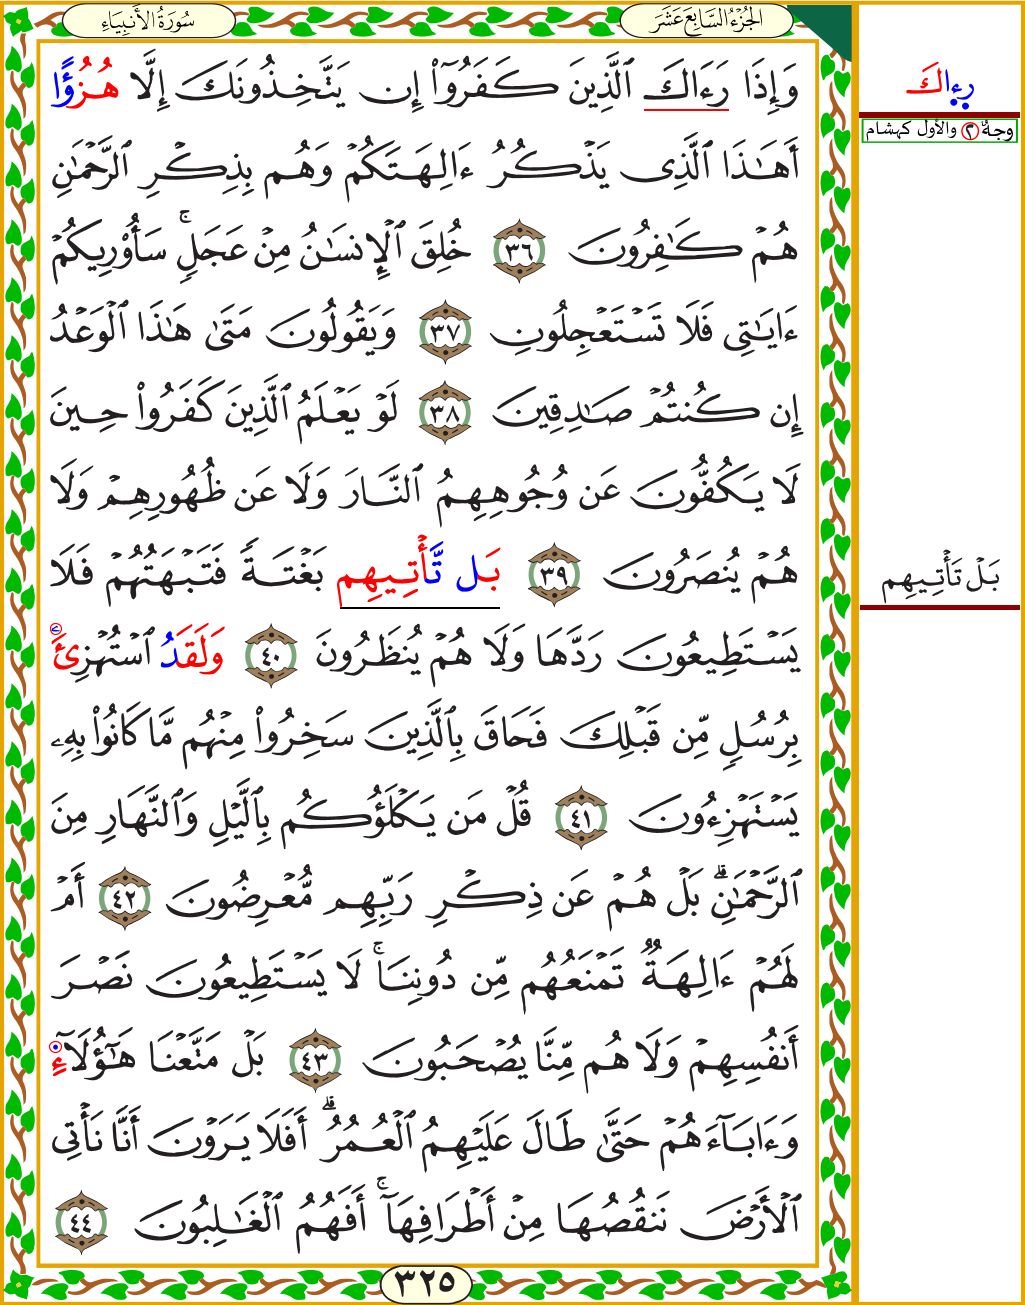 سُورَةُ الأَنبِيَاءِ
الجُزْءُ السَّابِعَ عَشَرَ
وَإِذَا رَءَاكَ ٱلَّذِينَ كَفَرُوٓاْ إِن يَتَّخِذُونَكَ إِلَّا هُزُؤًا
أَهَـٰذَا ٱلَّذِى يَذْكُرُ ءَالِهَتَكُمْ وَهُم بِذِكْرِ ٱلرَّحْمَـٰنِ
هُمْ كَـٰفِرُونَ ٣٦ خُلِقَ ٱلْإِنسَـٰنُ مِنْ عَجَلٍۚ سَأُوْرِيكُمْ
ءَايَـٰتِى فَلَا تَسْتَعْجِلُونِ ٣٧ وَيَقُولُونَ مَتَىٰ هَـٰذَا ٱلْوَعْدُ
إِن كُنتُمْ صَـٰدِقِينَ ٣٨ لَوْ يَعْلَمُ ٱلَّذِينَ كَفَرُواْ حِينَ
لَا يَكُفُّونَ عَن وُجُوهِهِمُ ٱلنَّارَ وَلَا عَن ظُهُورِهِمْ وَلَا
هُمْ يُنصَرُونَ ٣٩ بَل تَّأْتِيهِم بَغْتَةً فَتَبْهَتُهُمْ فَلَا
يَسْتَطِيعُونَ رَدَّهَا وَلَا هُمْ يُنظَرُونَ ٤٠ وَلَقَدُ ٱسْتُهْزِئَ
بِرُسُلٍ مِّن قَبْلِكَ فَحَاقَ بِٱلَّذِينَ سَخِرُواْ مِنْهُم مَّا كَانُواْ بِهِۦ
يَسْتَهْزِءُونَ ٤١ قُلْ مَن يَكْلَؤُكُم بِٱلَّيْلِ وَٱلنَّهَارِ مِنَ
ٱلرَّحْمَـٰنِۗ بَلْ هُمْ عَن ذِكْرِ رَبِّهِم مُّعْرِضُونَ ٤٢ أَمْ
لَهُمْ ءَالِهَةٌ تَمْنَعُهُم مِّن دُونِنَاۚ لَا يَسْتَطِيعُونَ نَصْرَ
أَنفُسِهِمْ وَلَا هُم مِّنَّا يُصْحَبُونَ ٤٣ بَلْ مَتَّعْنَا هَـٰٓؤُلَآءِ
وَءَابَآءَهُمْ حَتَّىٰ طَالَ عَلَيْهِمُ ٱلْعُمُرُۗ أَفَلَا يَرَوْنَ أَنَّا نَأْتِى
ٱلْأَرْضَ نَنقُصُهَا مِنْ أَطْرَافِهَآۚ أَفَهُمُ ٱلْغَـٰلِبُونَ ٤٤
٣٢٥
رءاكَ
وجهٌ ٢ والأول كهشام
بَلْ تَأْتِيهِم